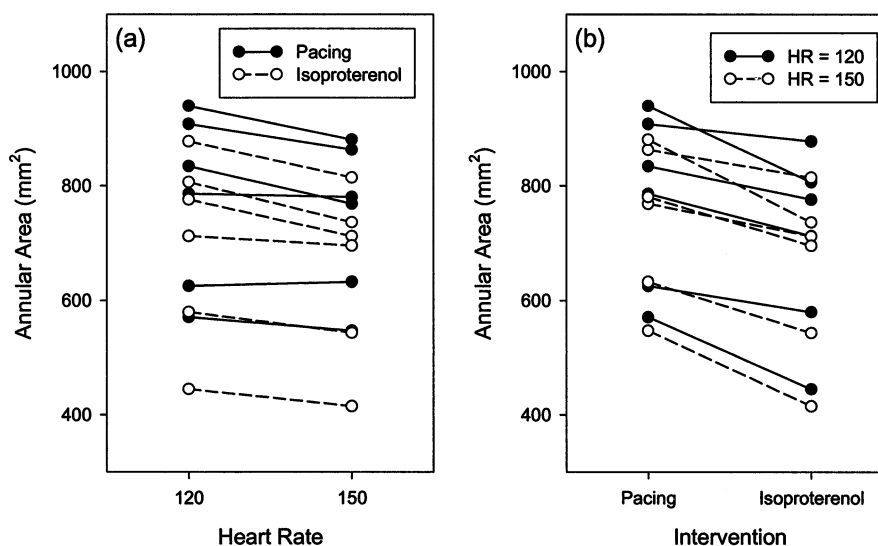 (a)
Pacing
Isoproterenol
1000
800
600
400
Annular Area (mm²)
120 150
Heart Rate
(b)
HR = 120
HR = 150
1000
800
600
400
Annular Area (mm²)
Pacing Isoproterenol
Intervention